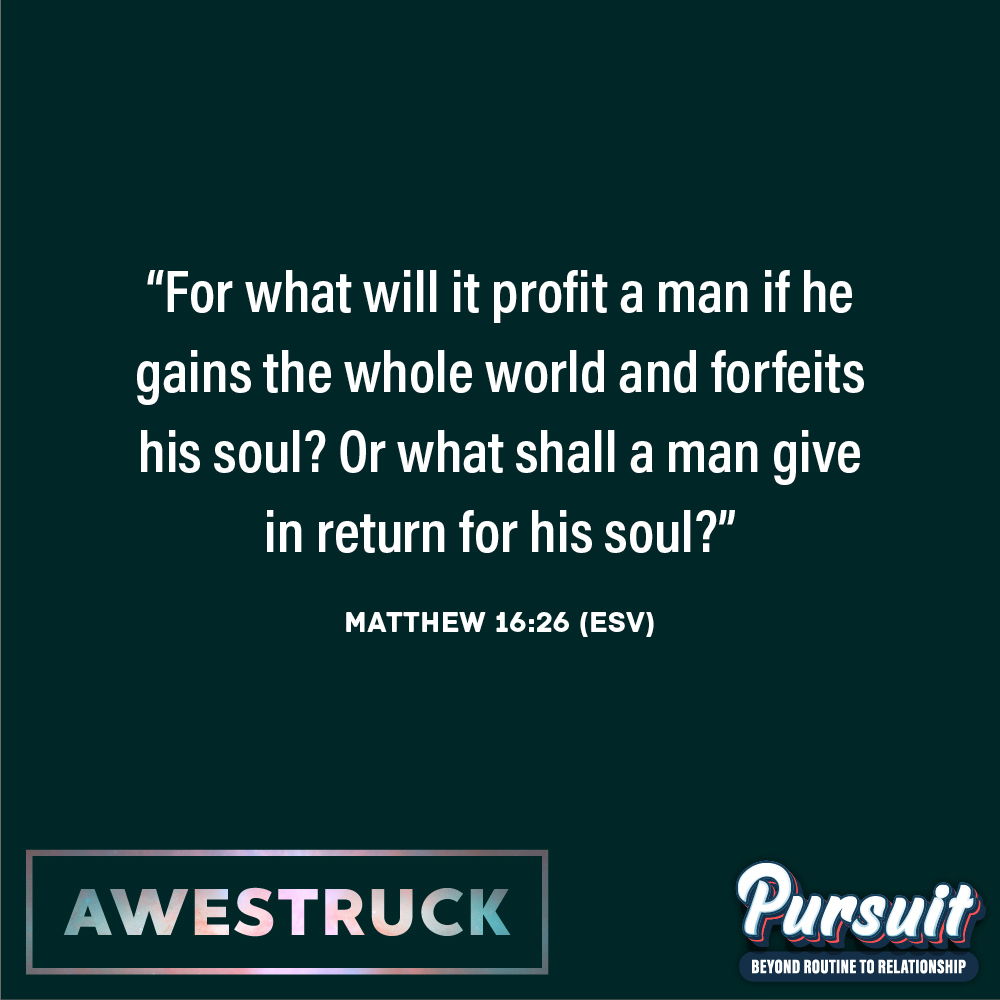 “For what will it profit a man if he
gains the whole world and forfeits
his soul? Or what shall a man give
in return for his soul?”
MATTHEW 16:26 (ESV)
AWESTRUCK
Pursuit
BEYOND ROUTINE TO RELATIONSHIP